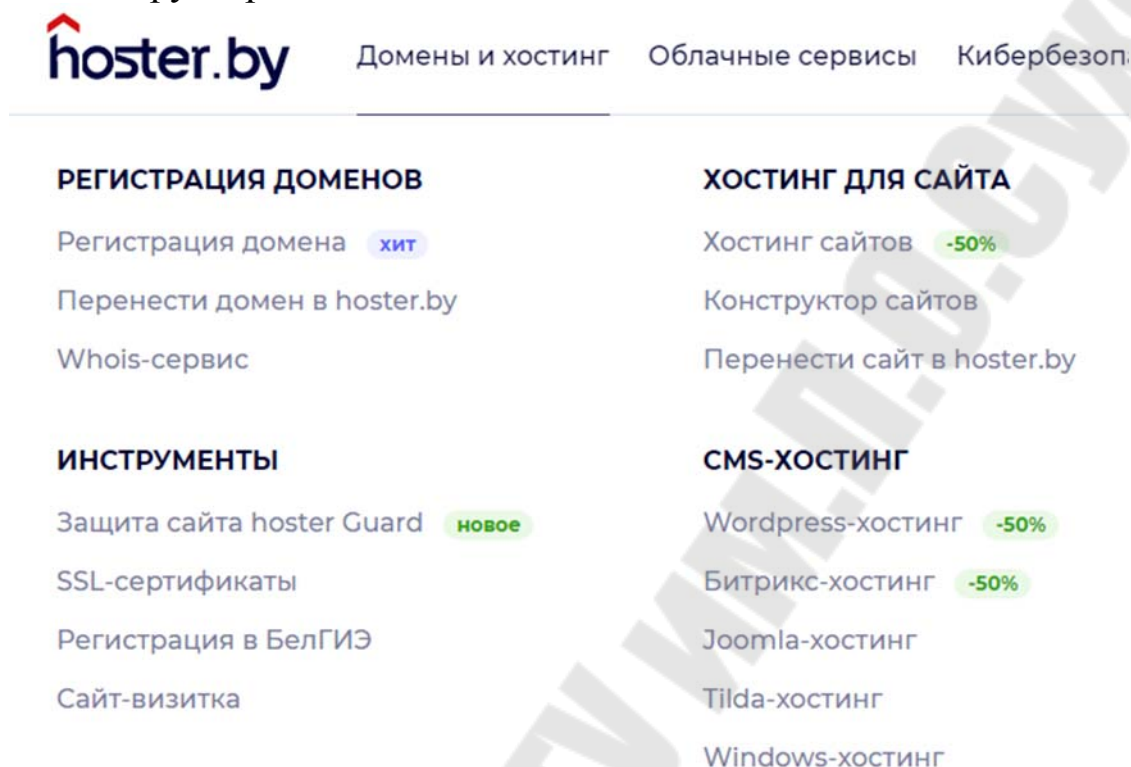 hoster.by
Домены и хостинг Облачные сервисы
РЕГИСТРАЦИЯ ДОМЕНОВ
Регистрация домена хит
Перенести домен в hoster.by
Whois-сервис
ХОСТИНГ ДЛЯ САЙТА
Хостинг сайтов -50%
Конструктор сайтов
Перенести сайт в hoster.by
ИНСТРУМЕНТЫ
Защита сайта hoster Guard новое
SSL-сертификаты
Регистрация в БелГИЭ
Сайт-визитка
CMS-ХОСТИНГ
Wordpress-хостинг -50%
Битрикс-хостинг -50%
Joomla-хостинг
Tilda-хостинг
Windows-хостинг